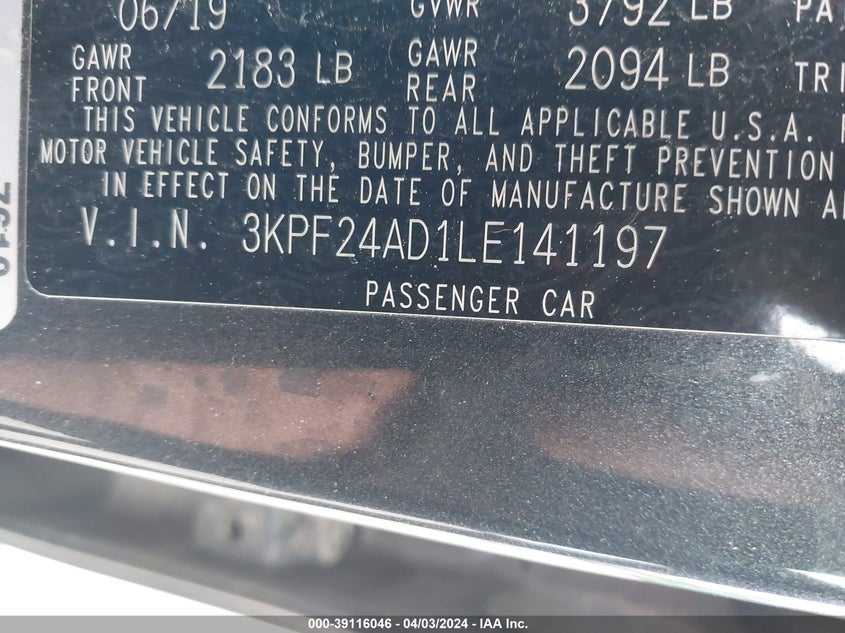 06/19 GVWR 3792 LB PA
GAWR FRONT 2183 LB GAWR REAR 2094 LB TRI
THIS VEHICLE CONFORMS TO ALL APPLICABLE U.S.A. F
MOTOR VEHICLE SAFETY, BUMPER, AND THEFT PREVENTION
IN EFFECT ON THE DATE OF MANUFACTURE SHOWN A
V.I.N. 3KPF24AD1LE141197
PASSENGER CAR
000-39116046 - 04/03/2024 - IAA Inc.